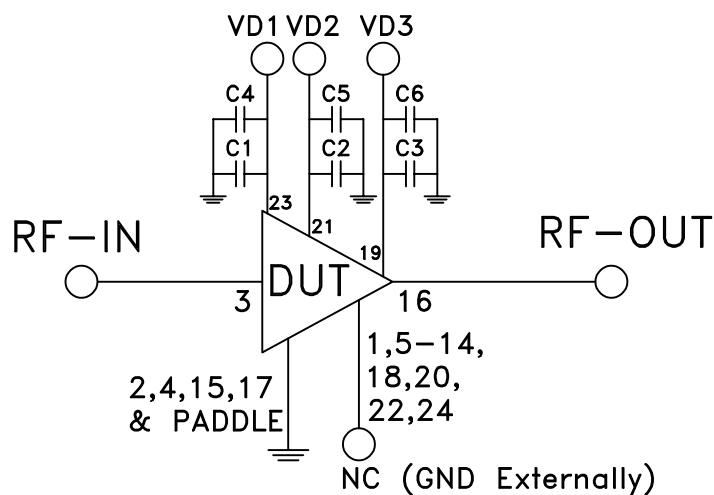 VD1 VD2 VD3
C4 C5 C6
C1 C2 C3
23
21
19
RF-IN
RF-OUT
DUT
3
16
1,5-14,
18,20,
22,24
2,4,15,17
& PADDLE
NC (GND Externally)